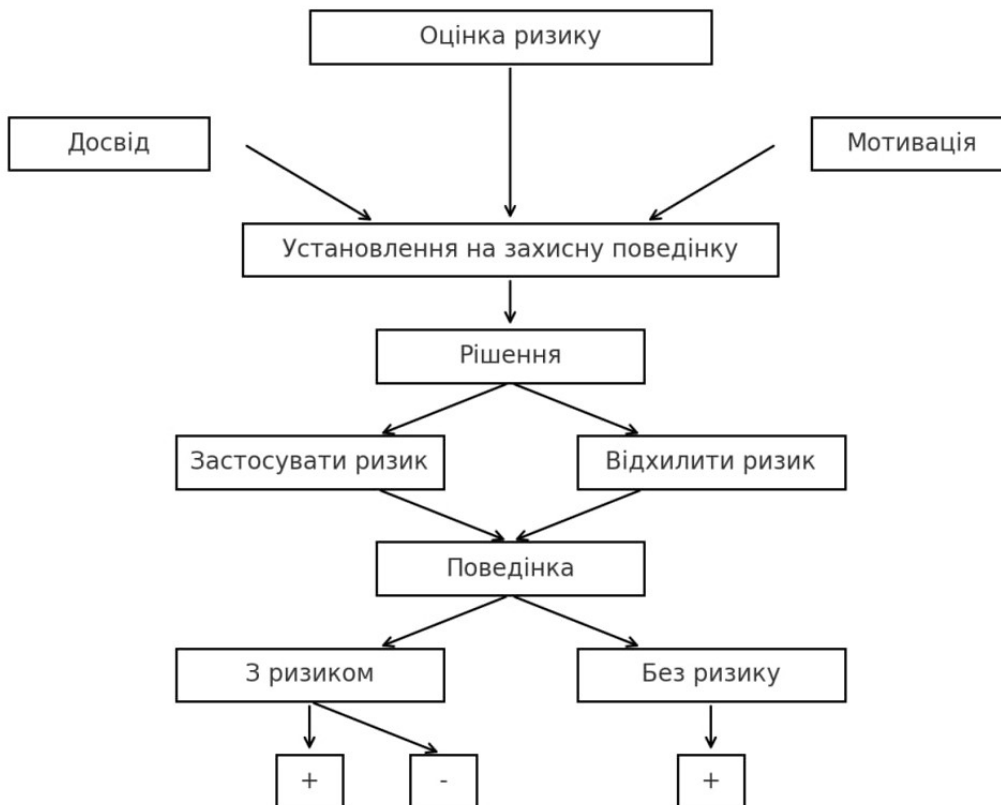 Оцінка ризику
Досвід
Мотивація
Установлення на захисну поведінку
Рішення
Застосувати ризик
Відхилити ризик
Поведінка
З ризиком
Без ризику
+
-
+